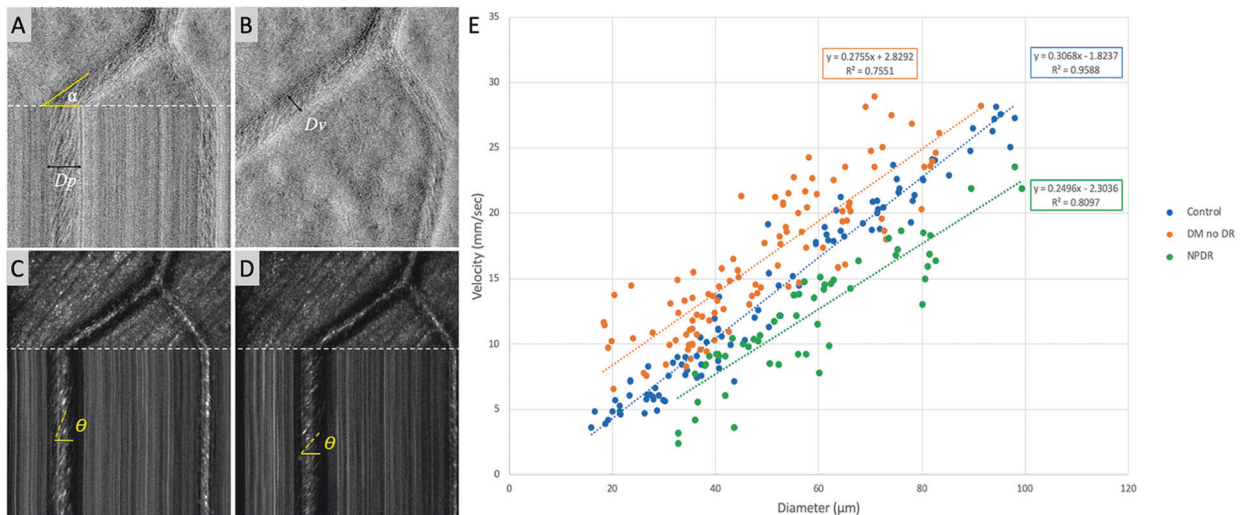 A
α
Dp
B
Dv
C
θ
D
θ
E
35
30
25
20
15
10
5
0
Velocity (mm/sec)
y = 0.2755x + 2.8292
R² = 0.7551
y = 0.3068x - 1.8237
R² = 0.9588
y = 0.2496x - 2.3036
R² = 0.8097
Control
DM no DR
NPDR
0 20 40 60 80 100 120
Diameter (μm)